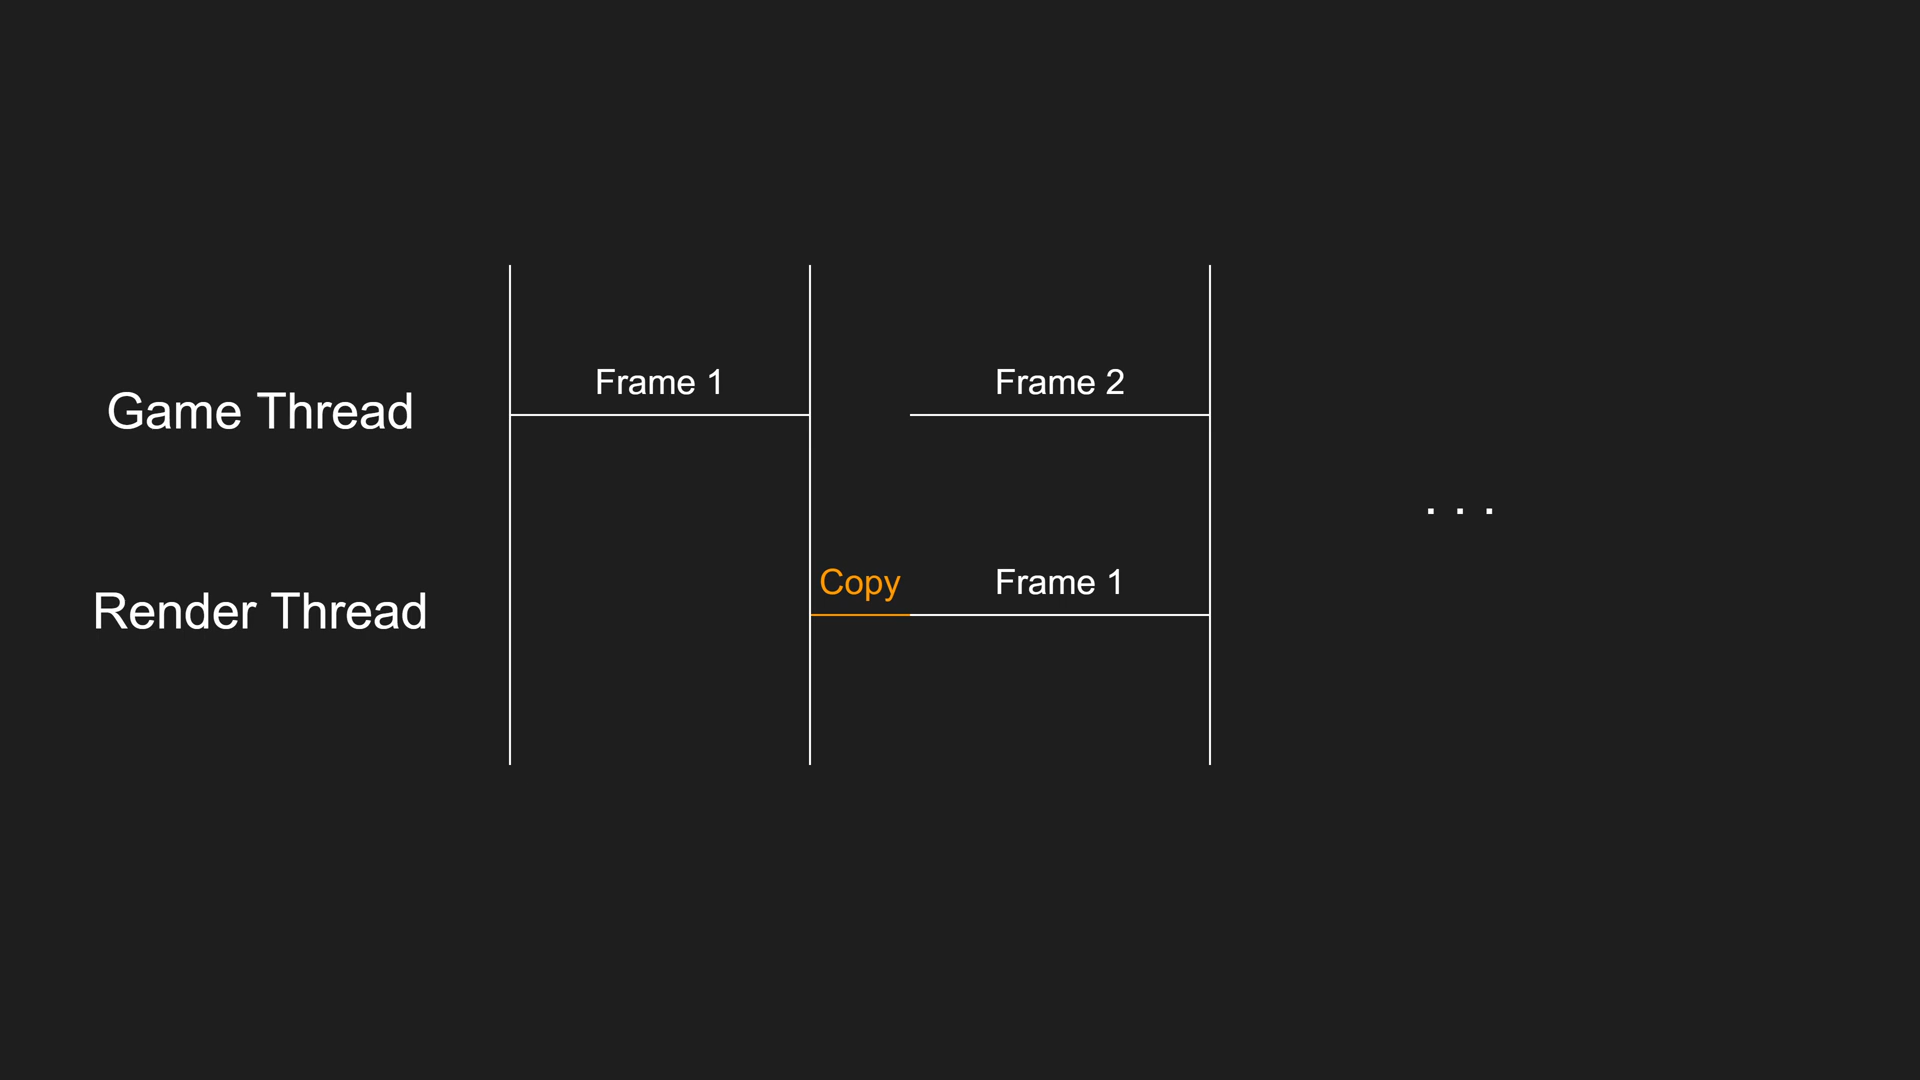 Game Thread
Frame 1
Frame 2
Render Thread
Copy
Frame 1
. . .